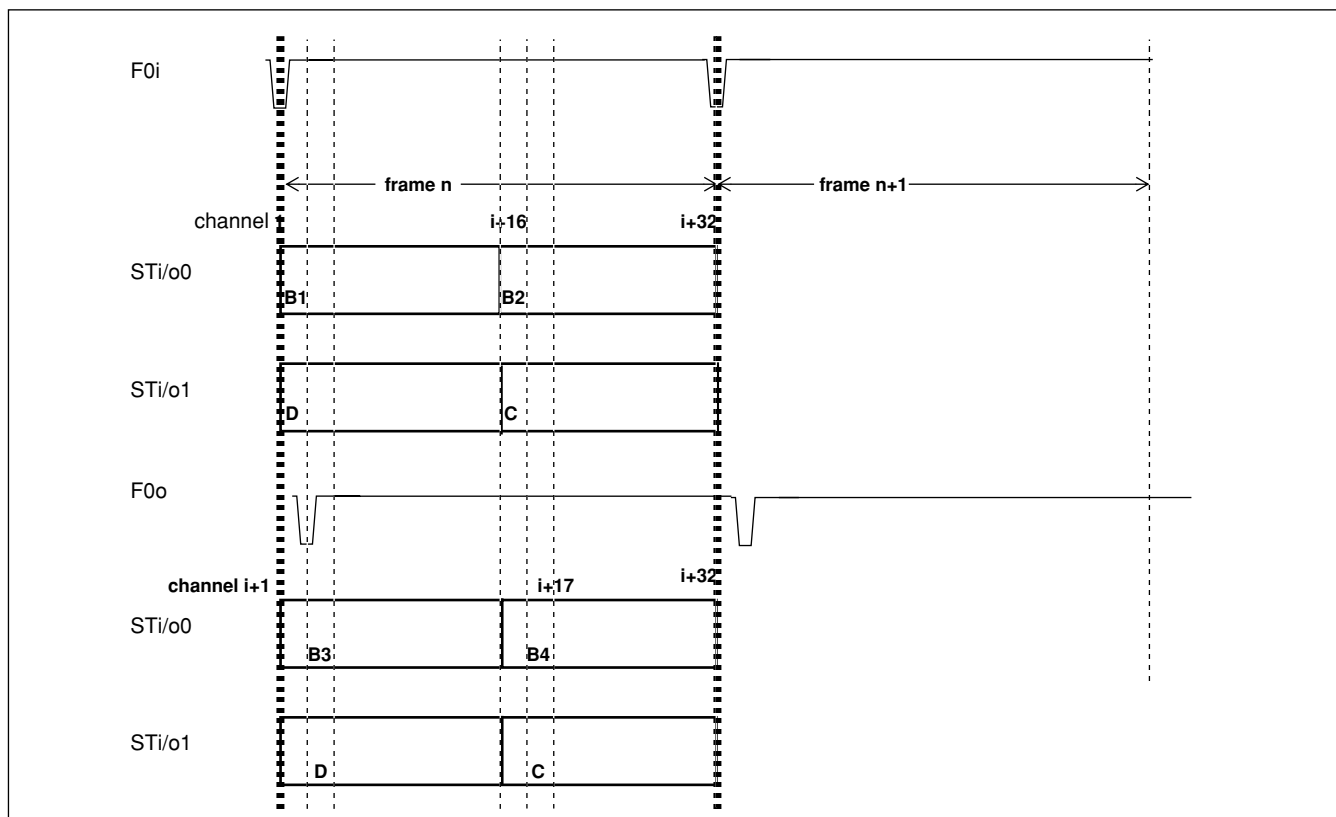 F0i
frame n frame n+1
channel i+16 i+32
STi/o0
B1 B2
STi/o1
D C
F0o
channel i+1 i+17 i+32
STi/o0
B3 B4
STi/o1
D C